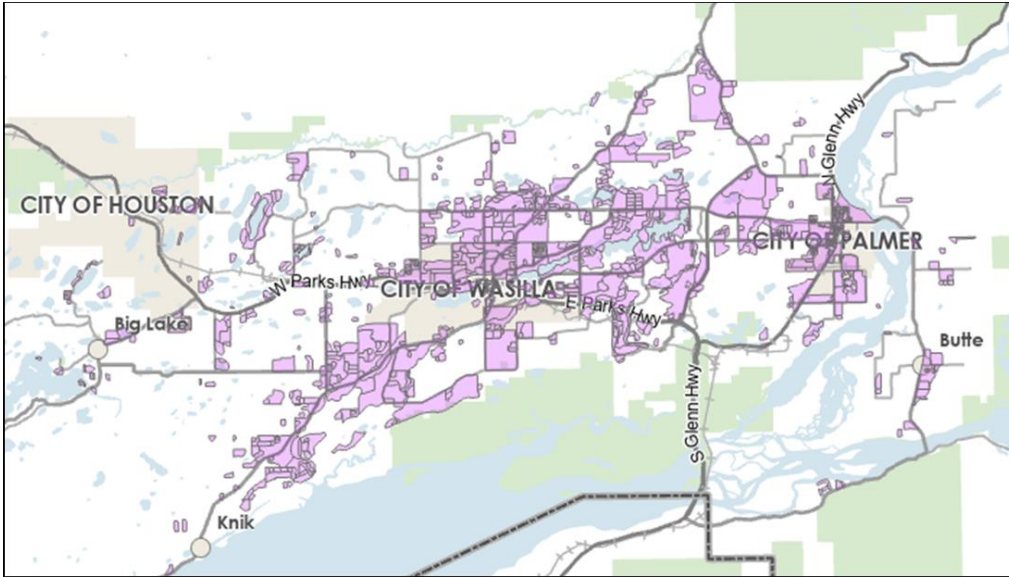 N Glenn Hwy
CITY OF HOUSTON
CITY OF PALMER
W Parks Hwy
CITY OF WASILLA
E Parks Hwy
Big Lake
Butte
S Glenn Hwy
Knik